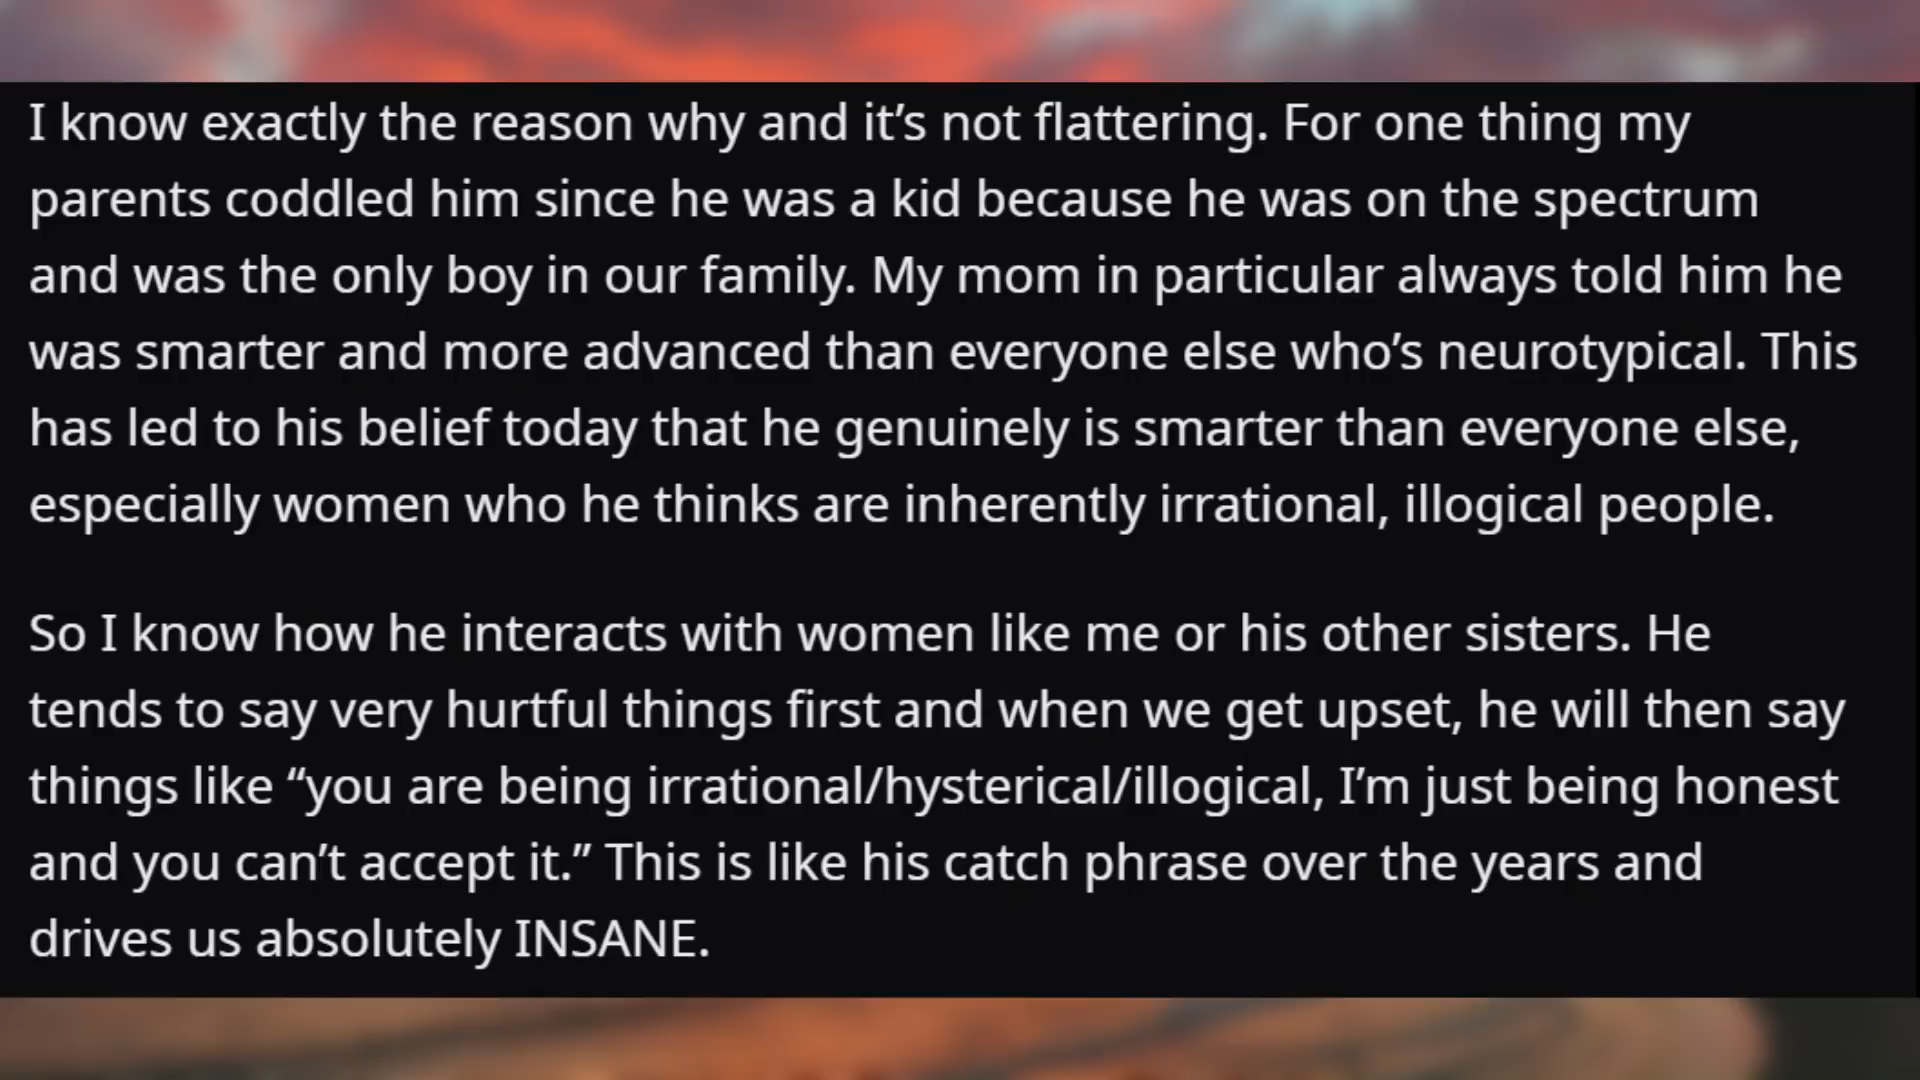 I know exactly the reason why and it’s not flattering. For one thing my
parents coddled him since he was a kid because he was on the spectrum
and was the only boy in our family. My mom in particular always told him he
was smarter and more advanced than everyone else who’s neurotypical. This
has led to his belief today that he genuinely is smarter than everyone else,
especially women who he thinks are inherently irrational, illogical people.
So I know how he interacts with women like me or his other sisters. He
tends to say very hurtful things first and when we get upset, he will then say
things like “you are being irrational/hysterical/illogical, I’m just being honest
and you can’t accept it.” This is like his catch phrase over the years and
drives us absolutely INSANE.